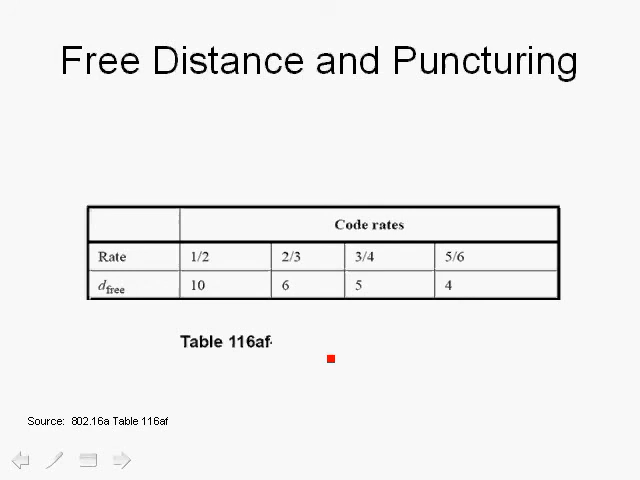 Free Distance and Puncturing
Code rates
Rate 1/2 2/3 3/4 5/6
dfree 10 6 5 4
Table 116af
Source: 802.16a Table 116af